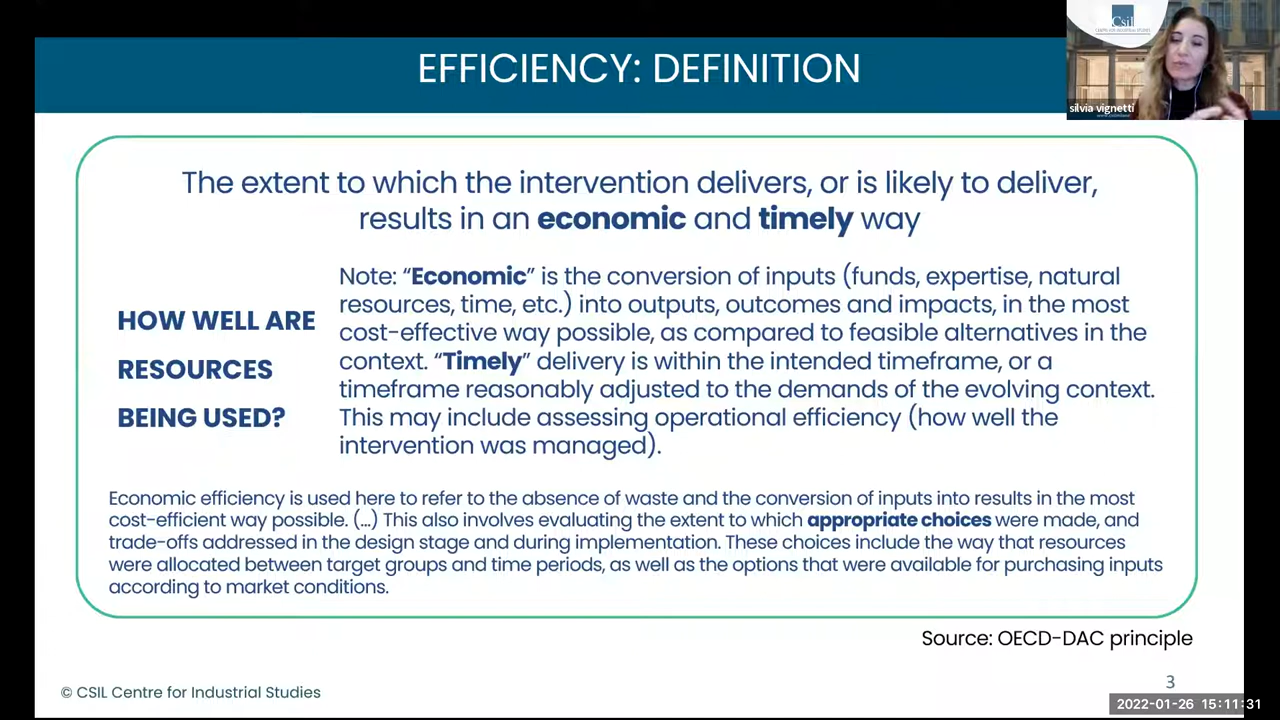 EFFICIENCY: DEFINITION
Csil
silvia vignetti
The extent to which the intervention delivers, or is likely to deliver,
results in an economic and timely way
HOW WELL ARE
RESOURCES
BEING USED?
Note: “Economic” is the conversion of inputs (funds, expertise, natural
resources, time, etc.) into outputs, outcomes and impacts, in the most
cost-effective way possible, as compared to feasible alternatives in the
context. “Timely” delivery is within the intended timeframe, or a
timeframe reasonably adjusted to the demands of the evolving context.
This may include assessing operational efficiency (how well the
intervention was managed).
Economic efficiency is used here to refer to the absence of waste and the conversion of inputs into results in the most
cost-efficient way possible. (…) This also involves evaluating the extent to which appropriate choices were made, and
trade-offs addressed in the design stage and during implementation. These choices include the way that resources
were allocated between target groups and time periods, as well as the options that were available for purchasing inputs
according to market conditions.
Source: OECD-DAC principle
© CSIL Centre for Industrial Studies
3
2022-01-26 15:11:31